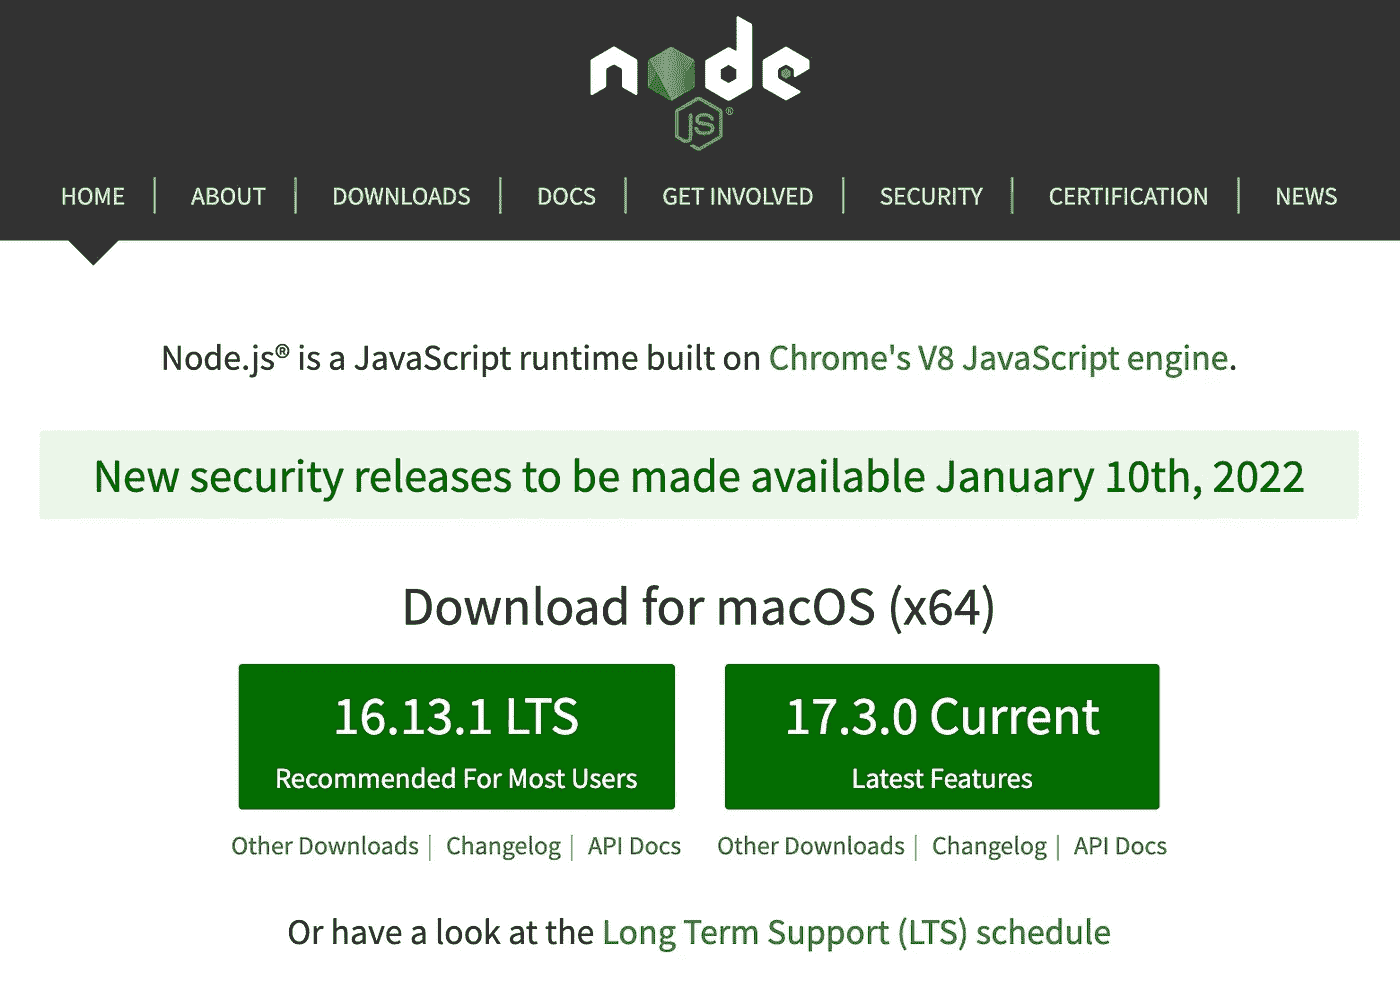 node
JS®
HOME | ABOUT | DOWNLOADS | DOCS | GET INVOLVED | SECURITY | CERTIFICATION | NEWS
Node.js® is a JavaScript runtime built on Chrome's V8 JavaScript engine.
New security releases to be made available January 10th, 2022
Download for macOS (x64)
16.13.1 LTS
Recommended For Most Users
17.3.0 Current
Latest Features
Other Downloads | Changelog | API Docs
Other Downloads | Changelog | API Docs
Or have a look at the Long Term Support (LTS) schedule